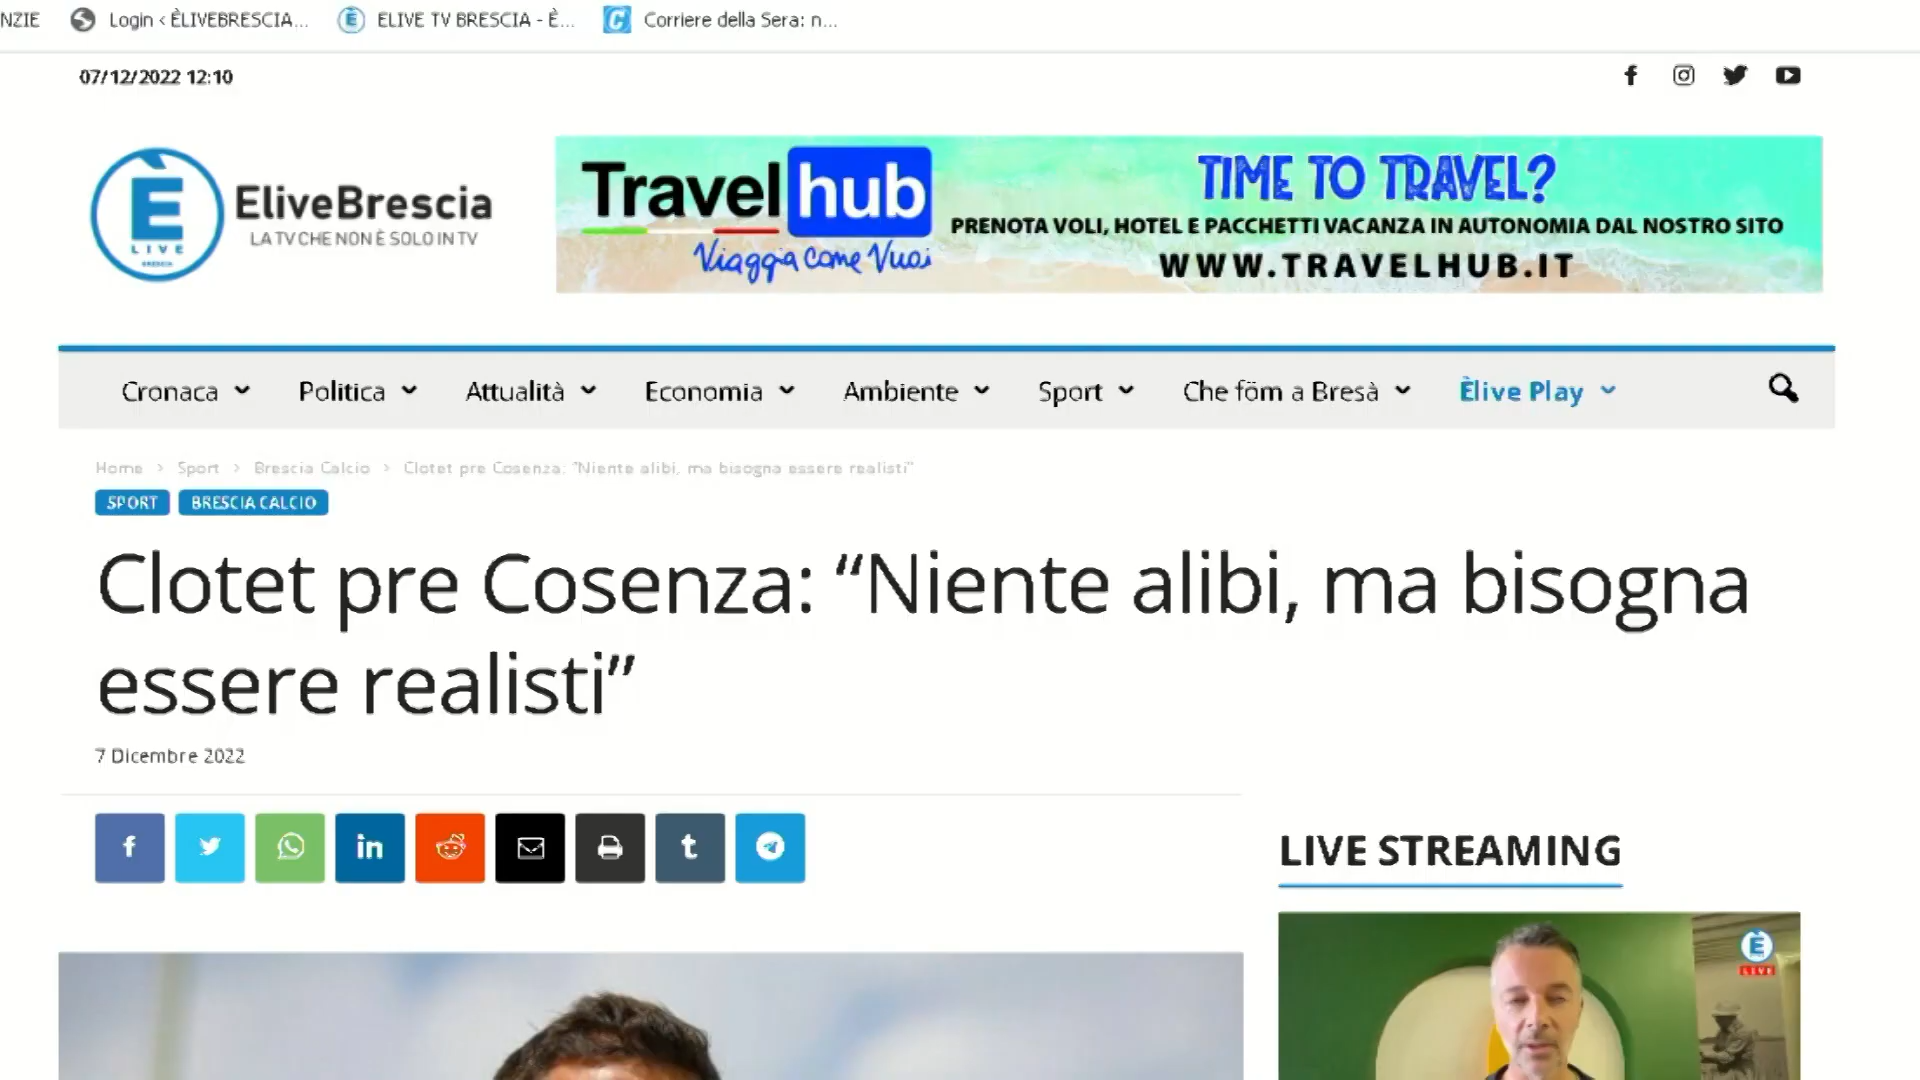 NZIE Login ‹ ÈLIVEBRESCIA... ELIVE TV BRESCIA - È... Corriere della Sera: n...
07/12/2022 12:10
È
LIVE
BRESCIA
EliveBrescia
LA TV CHE NON È SOLO IN TV
Travel hub
Viaggia Come Vuoi
TIME TO TRAVEL?
PRENOTA VOLI, HOTEL E PACCHETTI VACANZA IN AUTONOMIA DAL NOSTRO SITO
WWW.TRAVELHUB.IT
Cronaca Politica Attualità Economia Ambiente Sport Che föm a Bresà Èlive Play
Home > Sport > Brescia Calcio > Clotet pre Cosenza: "Niente alibi, ma bisogna essere realisti"
SPORT BRESCIA CALCIO
Clotet pre Cosenza: “Niente alibi, ma bisogna
essere realisti”
7 Dicembre 2022
LIVE STREAMING
È
LIVE